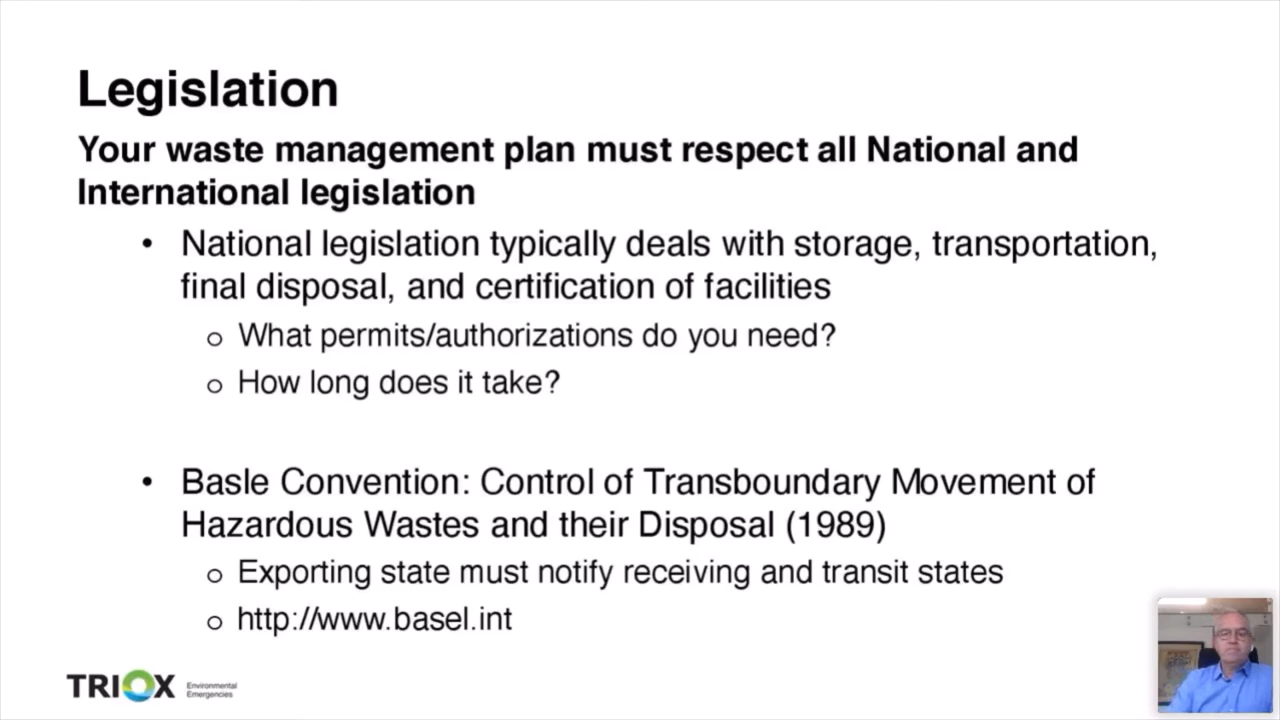 Legislation
Your waste management plan must respect all National and
International legislation
• National legislation typically deals with storage, transportation,
final disposal, and certification of facilities
o What permits/authorizations do you need?
o How long does it take?
• Basle Convention: Control of Transboundary Movement of
Hazardous Wastes and their Disposal (1989)
o Exporting state must notify receiving and transit states
o http://www.basel.int
TRIOX Environmental
Emergencies